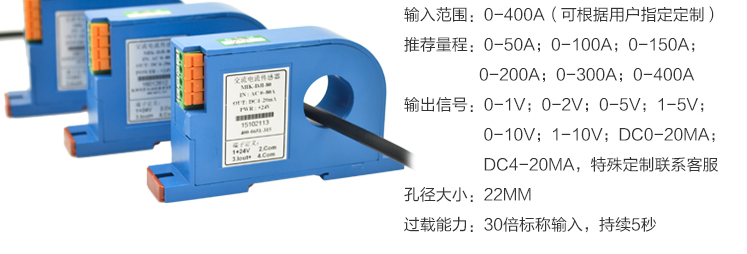 交流电流传感器
IN: AC 0-80A
OUT: DC4-20mA
PWR: +24V
15102113
端子定义:
1+24V 2.Com
3.Iout+ 4.Com
输入范围：0-400A（可根据用户指定定制）
推荐量程：0-50A；0-100A；0-150A；
0-200A；0-300A；0-400A
输出信号：0-1V；0-2V；0-5V；1-5V；
0-10V；1-10V；DC0-20MA；
DC4-20MA，特殊定制联系客服
孔径大小：22MM
过载能力：30倍标称输入，持续5秒